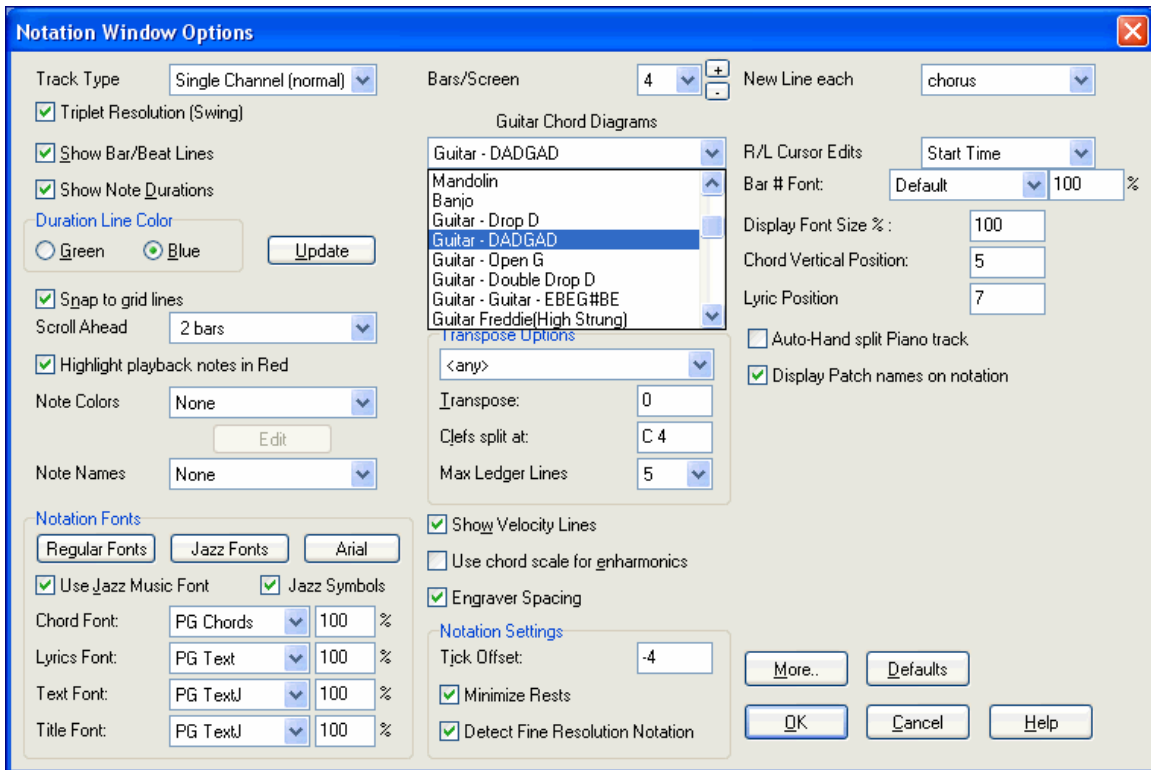 Notation Window Options
Track Type
Single Channel (normal)
Triplet Resolution (Swing)
Show Bar/Beat Lines
Show Note Durations
Duration Line Color
Green
Blue
Update
Snap to grid lines
Scroll Ahead
2 bars
Highlight playback notes in Red
Note Colors
None
Edit
Note Names
None
Notation Fonts
Regular Fonts
Jazz Fonts
Arial
Use Jazz Music Font
Jazz Symbols
Chord Font:
PG Chords
100
%
Lyrics Font:
PG Text
100
%
Text Font:
PG TextJ
100
%
Title Font:
PG TextJ
100
%
Bars/Screen
4
+
-
Guitar Chord Diagrams
Guitar - DADGAD
Mandolin
Banjo
Guitar - Drop D
Guitar - DADGAD
Guitar - Open G
Guitar - Double Drop D
Guitar - Guitar - EBEG#BE
Guitar Freddie(High Strung)
Transpose Options
<any>
Transpose:
0
Clefs split at:
C 4
Max Ledger Lines
5
Show Velocity Lines
Use chord scale for enharmonics
Engraver Spacing
Notation Settings
Tick Offset:
-4
Minimize Rests
Detect Fine Resolution Notation
New Line each
chorus
R/L Cursor Edits
Start Time
Bar # Font:
Default
100
%
Display Font Size % :
100
Chord Vertical Position:
5
Lyric Position
7
Auto-Hand split Piano track
Display Patch names on notation
More..
Defaults
OK
Cancel
Help